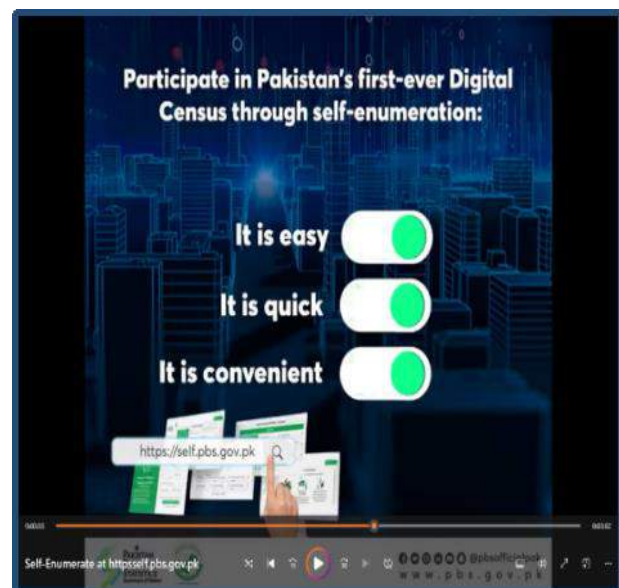 Participate in Pakistan's first-ever Digital
Census through self-enumeration:
It is easy
It is quick
It is convenient
https://self.pbs.gov.pk
Self-Enumerate at httpsself.pbs.gov.pk
@pbsofficialpak
www.pbs.gov.pk